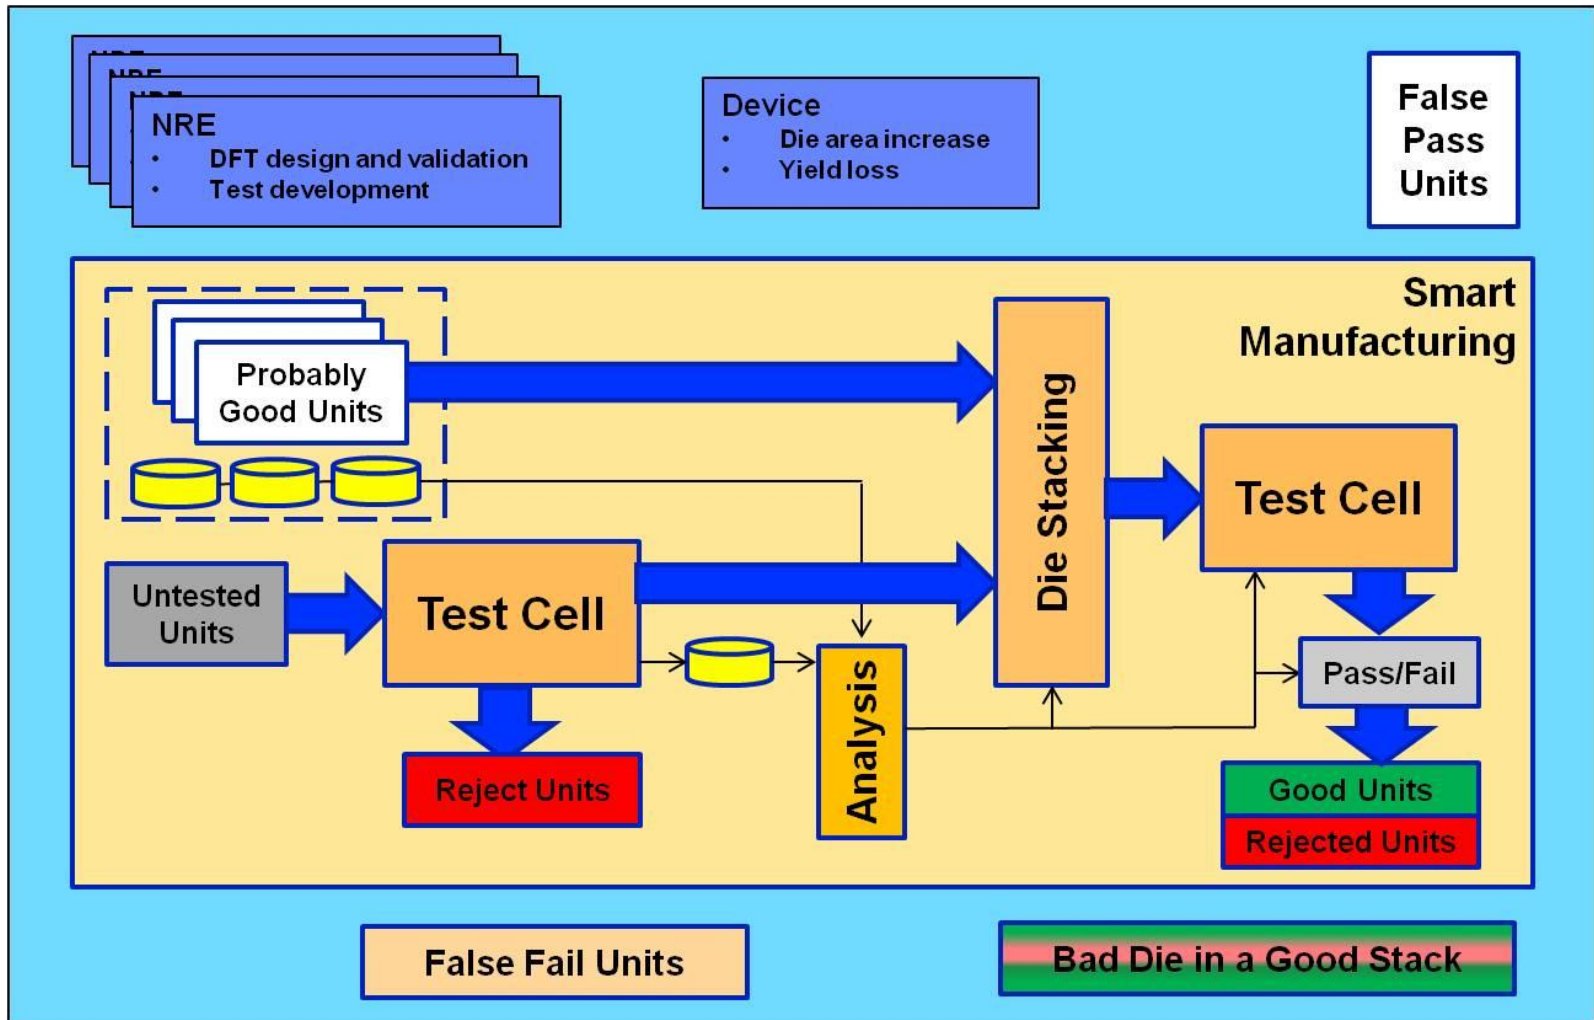 NRE
• DFT design and validation
• Test development
Device
• Die area increase
• Yield loss
False
Pass
Units
Smart
Manufacturing
Probably
Good Units
Die Stacking
Test Cell
Untested
Units
Test Cell
Pass/Fail
Analysis
Reject Units
Good Units
Rejected Units
False Fail Units
Bad Die in a Good Stack